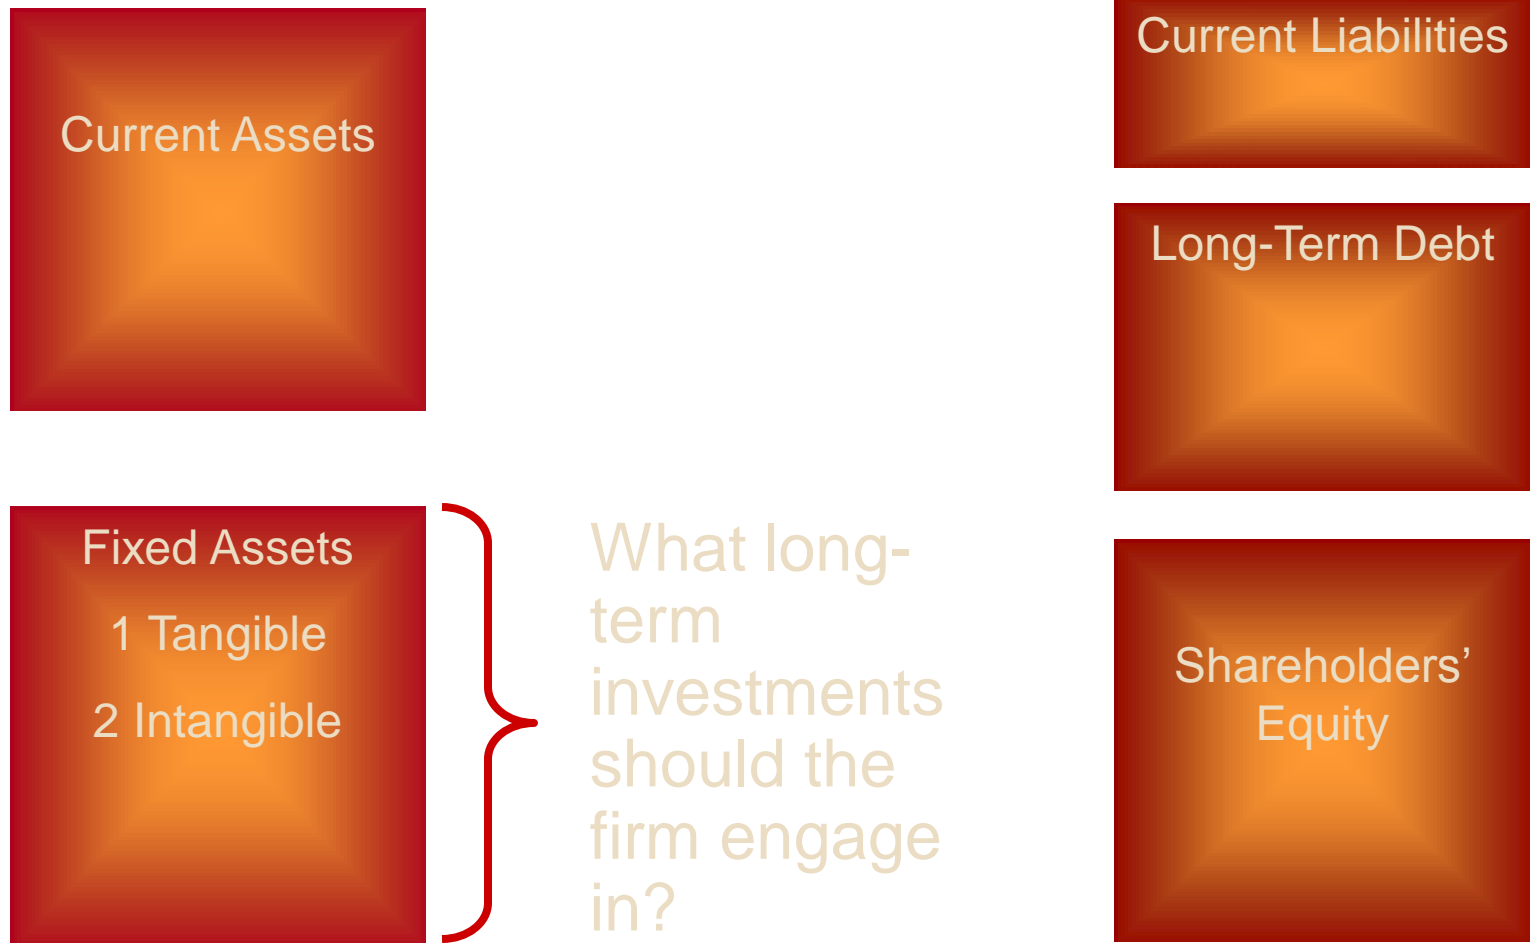 Current Assets
Fixed Assets
1 Tangible
2 Intangible
What long-
term
investments
should the
firm engage
in?
Current Liabilities
Long-Term Debt
Shareholders’
Equity